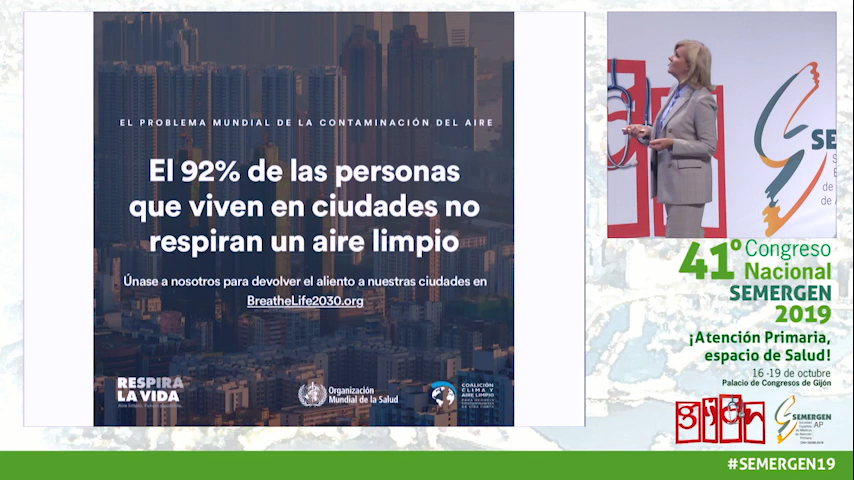 EL PROBLEMA MUNDIAL DE LA CONTAMINACIÓN DEL AIRE
El 92% de las personas
que viven en ciudades no
respiran un aire limpio
Únase a nosotros para devolver el aliento a nuestras ciudades en
BreatheLife2030.org
RESPIRA
LA VIDA
Organización
Mundial de la Salud
COALICIÓN
CLIMA Y
AIRE LIMPIO
SE
41º Congreso
Nacional
SEMERGEN
2019
¡Atención Primaria,
espacio de Salud!
16 -19 de octubre
Palacio de Congresos de Gijón
gijón
SEMERGEN
AP
#SEMERGEN19